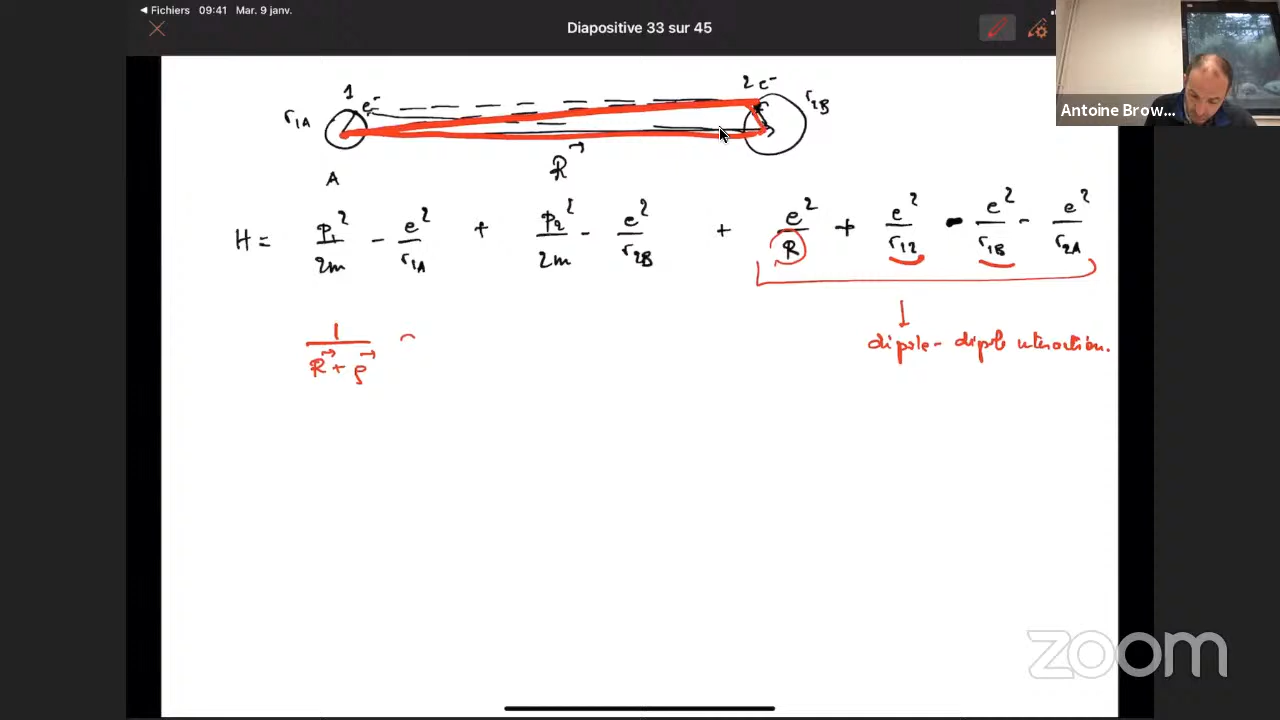 Fichiers 09:41 Mar. 9 janv.
Diapositive 33 sur 45
Antoine Brow...
1 e⁻ 2 e⁻
r1A r2B
A
R⃗
H = p₁²/2m - e²/r1A + p₂²/2m - e²/r2B + e²/R + e²/r12 - e²/r1B - e²/r2A
dipole - dipole interaction.
1/(R⃗ + ρ⃗)
zoom